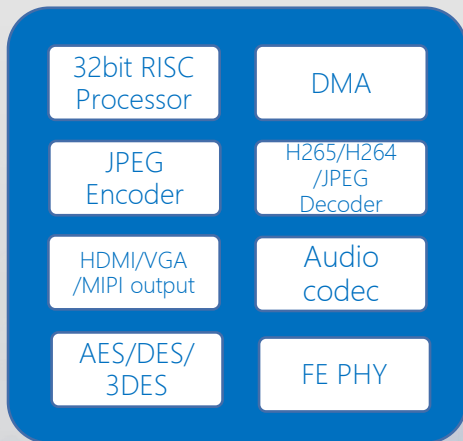 32bit RISC
Processor
DMA
JPEG
Encoder
H265/H264
/JPEG
Decoder
HDMI/VGA
/MIPI output
Audio
codec
AES/DES/
3DES
FE PHY